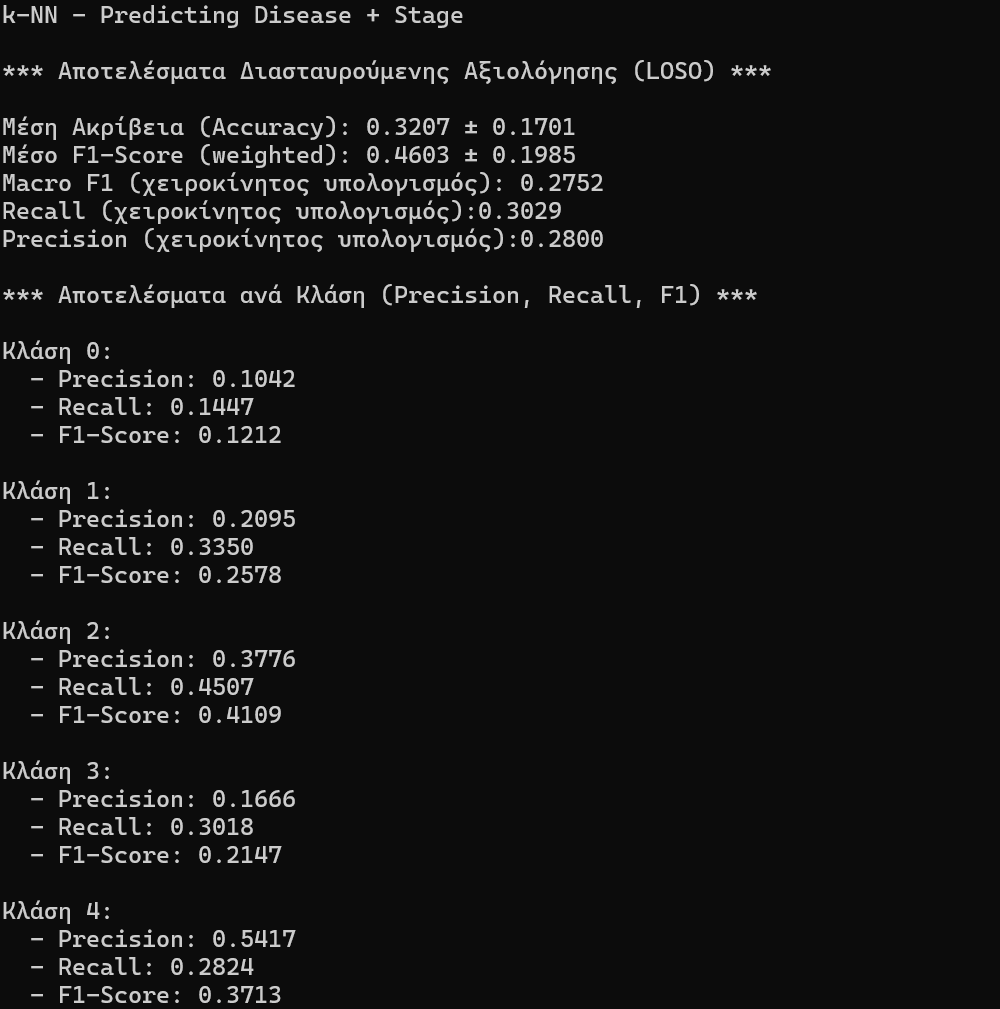 k-NN - Predicting Disease + Stage
*** Αποτελέσματα Διασταυρούμενης Αξιολόγησης (LOSO) ***
Μέση Ακρίβεια (Accuracy): 0.3207 ± 0.1701
Μέσο F1-Score (weighted): 0.4603 ± 0.1985
Macro F1 (χειροκίνητος υπολογισμός): 0.2752
Recall (χειροκίνητος υπολογισμός):0.3029
Precision (χειροκίνητος υπολογισμός):0.2800
*** Αποτελέσματα ανά Κλάση (Precision, Recall, F1) ***
Κλάση 0:
- Precision: 0.1042
- Recall: 0.1447
- F1-Score: 0.1212
Κλάση 1:
- Precision: 0.2095
- Recall: 0.3350
- F1-Score: 0.2578
Κλάση 2:
- Precision: 0.3776
- Recall: 0.4507
- F1-Score: 0.4109
Κλάση 3:
- Precision: 0.1666
- Recall: 0.3018
- F1-Score: 0.2147
Κλάση 4:
- Precision: 0.5417
- Recall: 0.2824
- F1-Score: 0.3713